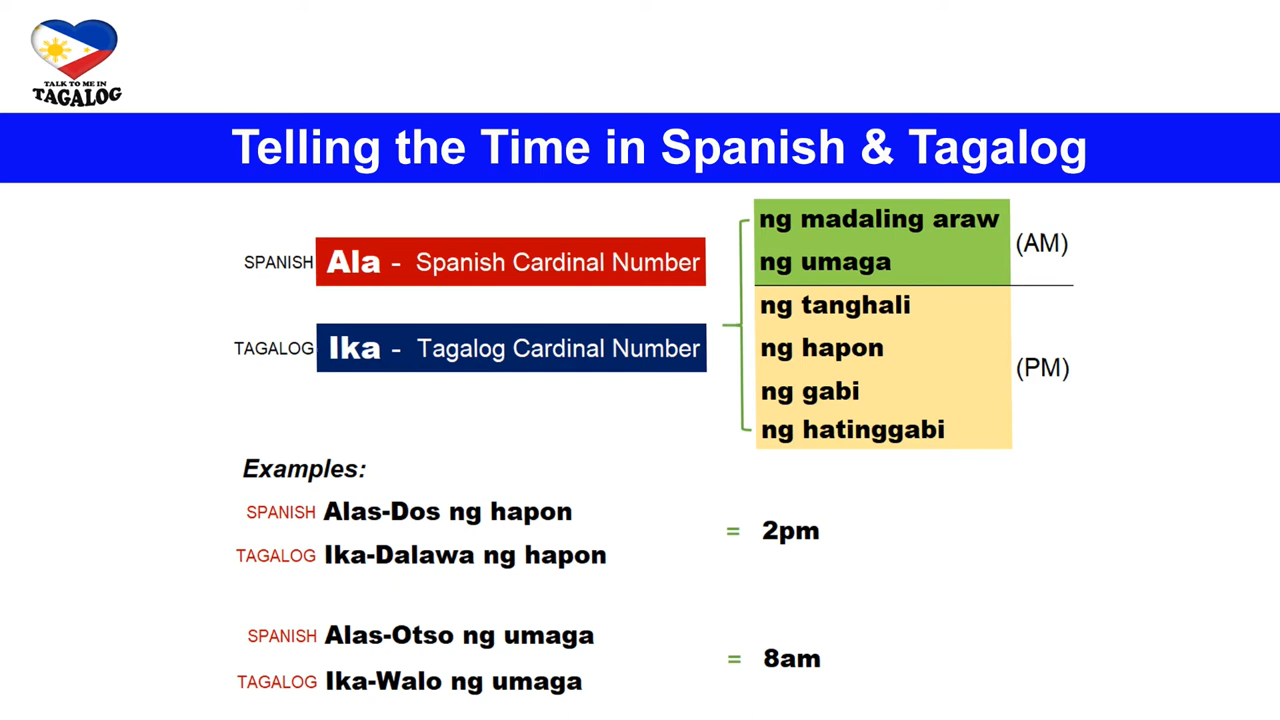 TALK TO ME IN
TAGALOG
Telling the Time in Spanish & Tagalog
SPANISH Ala - Spanish Cardinal Number
TAGALOG Ika - Tagalog Cardinal Number
ng madaling araw
ng umaga
(AM)
ng tanghali
ng hapon
ng gabi
ng hatinggabi
(PM)
Examples:
SPANISH Alas-Dos ng hapon
TAGALOG Ika-Dalawa ng hapon
= 2pm
SPANISH Alas-Otso ng umaga
TAGALOG Ika-Walo ng umaga
= 8am